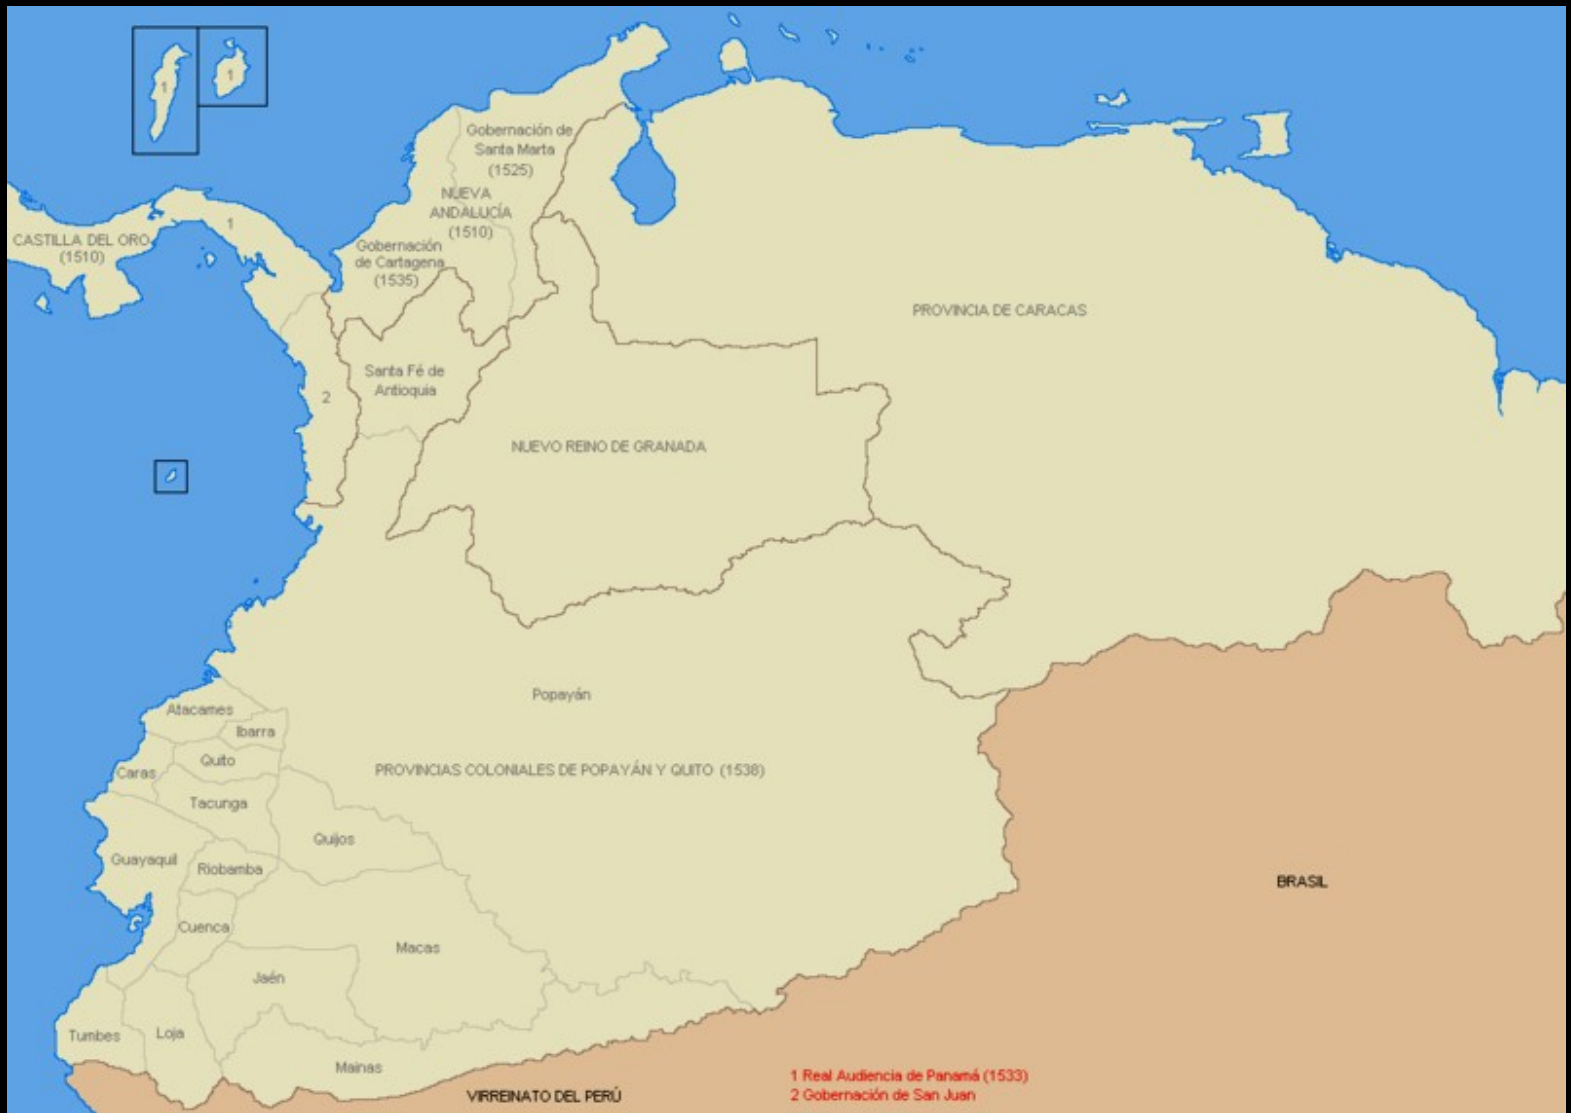 1
1
Gobernación de
Santa Marta
(1525)
NUEVA
ANDALUCÍA
(1510)
1
CASTILLA DEL ORO
(1510)
Gobernación
de Cartagena
(1535)
PROVINCIA DE CARACAS
Santa Fé de
Antioquia
2
NUEVO REINO DE GRANADA
Popayán
Atacames
Ibarra
Quito
Caras
PROVINCIAS COLONIALES DE POPAYÁN Y QUITO (1538)
Tacunga
Quijos
Guayaquil
Riobamba
BRASIL
Cuenca
Macas
Jaén
Tumbes
Loja
Mainas
VIRREINATO DEL PERÚ
1 Real Audiencia de Panamá (1533)
2 Gobernación de San Juan